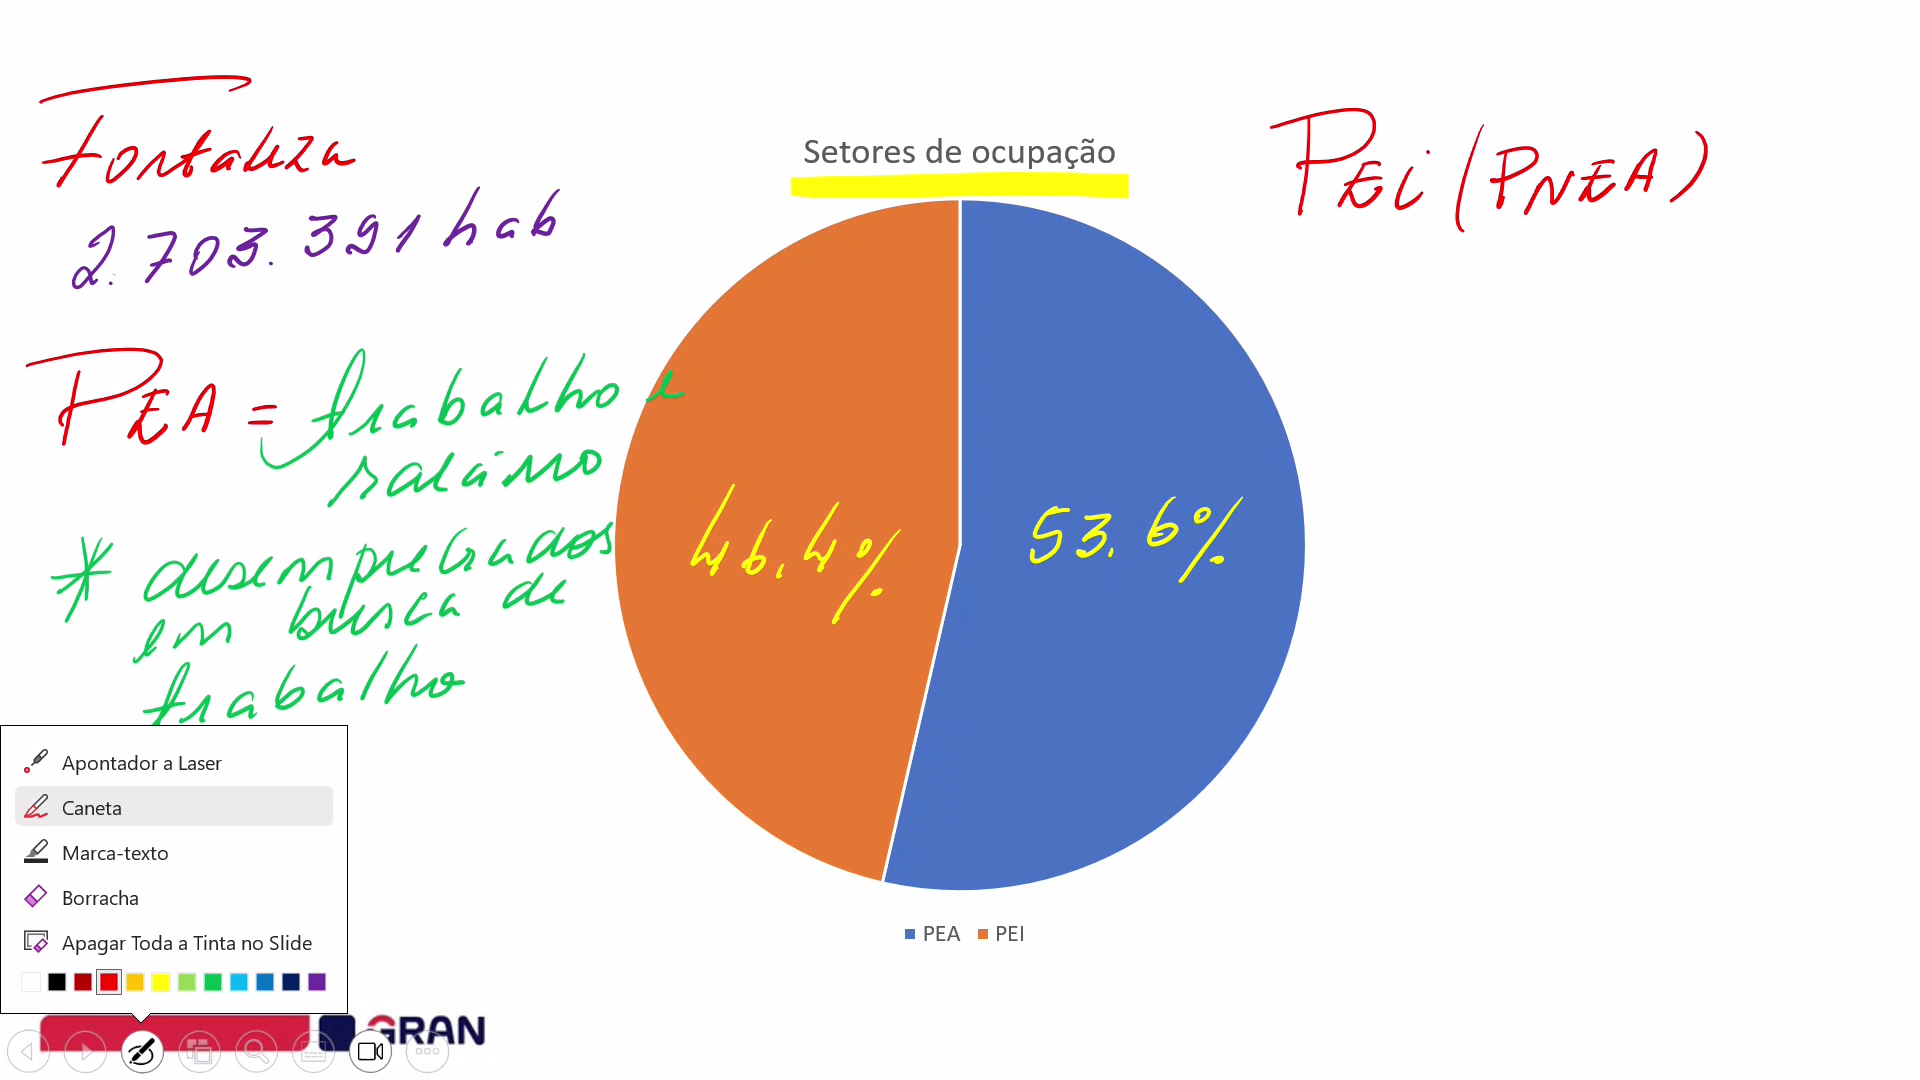 Fortaleza
2.703.391 hab
PEA = trabalho e
salário
* desempregados
em busca de
trabalho
Setores de ocupação
46,4%
53,6%
PEA PEI
PEI (PNEA)
Apontador a Laser
Caneta
Marca-texto
Borracha
Apagar Toda a Tinta no Slide
GRAN